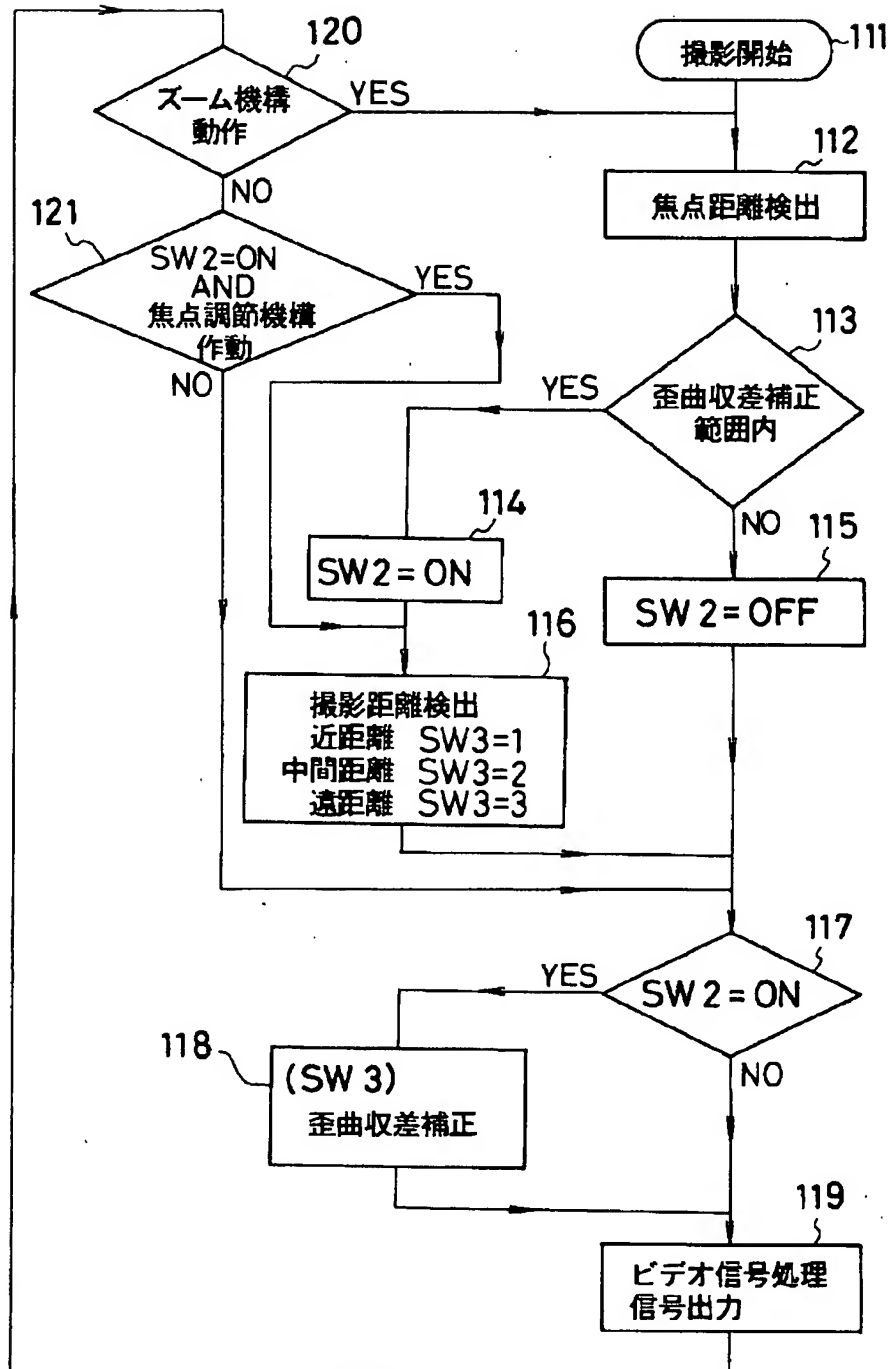 120
ズーム機構
動作
YES
NO
撮影開始
111
112
焦点距離検出
121
SW2=ON
AND
焦点調節機構
作動
YES
NO
113
歪曲収差補正
範囲内
YES
NO
114
SW2=ON
115
SW2=OFF
116
撮影距離検出
近距離 SW3=1
中間距離 SW3=2
遠距離 SW3=3
117
SW2=ON
YES
NO
118
(SW3)
歪曲収差補正
119
ビデオ信号処理
信号出力